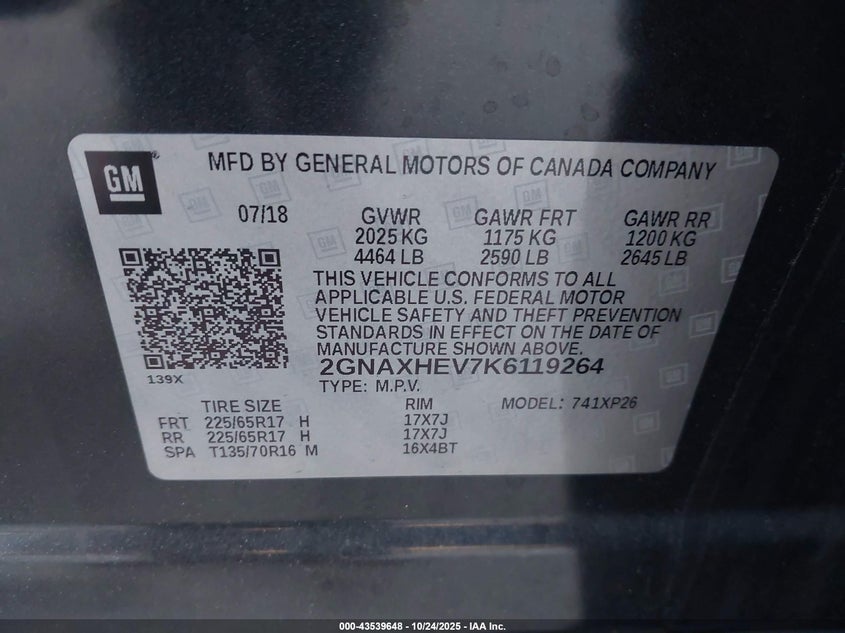 GM
MFD BY GENERAL MOTORS OF CANADA COMPANY
07/18 GVWR GAWR FRT GAWR RR
2025 KG 1175 KG 1200 KG
4464 LB 2590 LB 2645 LB
THIS VEHICLE CONFORMS TO ALL
APPLICABLE U.S. FEDERAL MOTOR
VEHICLE SAFETY AND THEFT PREVENTION
STANDARDS IN EFFECT ON THE DATE OF
MANUFACTURE SHOWN ABOVE.
2GNAXHEV7K6119264
139X
TYPE: M.P.V.
TIRE SIZE RIM MODEL: 741XP26
FRT 225/65R17 H 17X7J
RR 225/65R17 H 17X7J
SPA T135/70R16 M 16X4BT
000-43539648 - 10/24/2025 - IAA Inc.